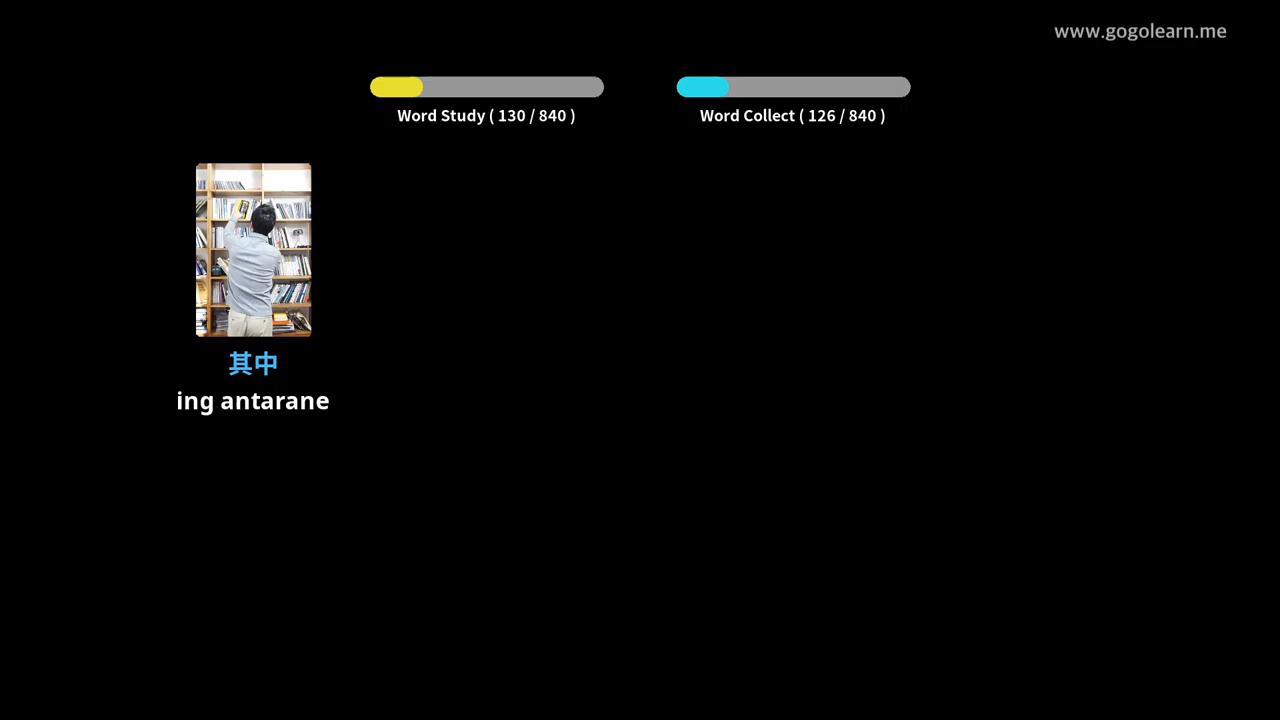 www.gogolearn.me
Word Study ( 130 / 840 )
Word Collect ( 126 / 840 )
其中
ing antarane